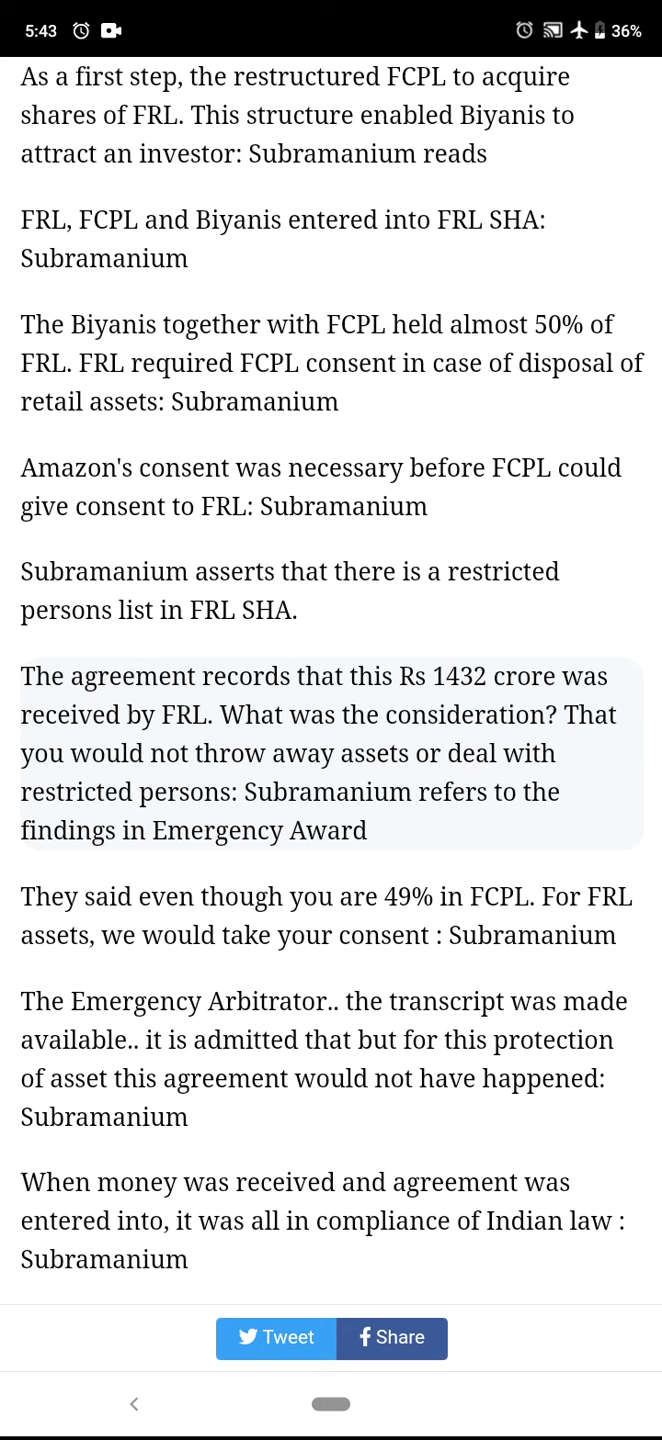 5:43 36%
As a first step, the restructured FCPL to acquire
shares of FRL. This structure enabled Biyanis to
attract an investor: Subramanium reads
FRL, FCPL and Biyanis entered into FRL SHA:
Subramanium
The Biyanis together with FCPL held almost 50% of
FRL. FRL required FCPL consent in case of disposal of
retail assets: Subramanium
Amazon's consent was necessary before FCPL could
give consent to FRL: Subramanium
Subramanium asserts that there is a restricted
persons list in FRL SHA.
The agreement records that this Rs 1432 crore was
received by FRL. What was the consideration? That
you would not throw away assets or deal with
restricted persons: Subramanium refers to the
findings in Emergency Award
They said even though you are 49% in FCPL. For FRL
assets, we would take your consent : Subramanium
The Emergency Arbitrator.. the transcript was made
available.. it is admitted that but for this protection
of asset this agreement would not have happened:
Subramanium
When money was received and agreement was
entered into, it was all in compliance of Indian law :
Subramanium
Tweet Share